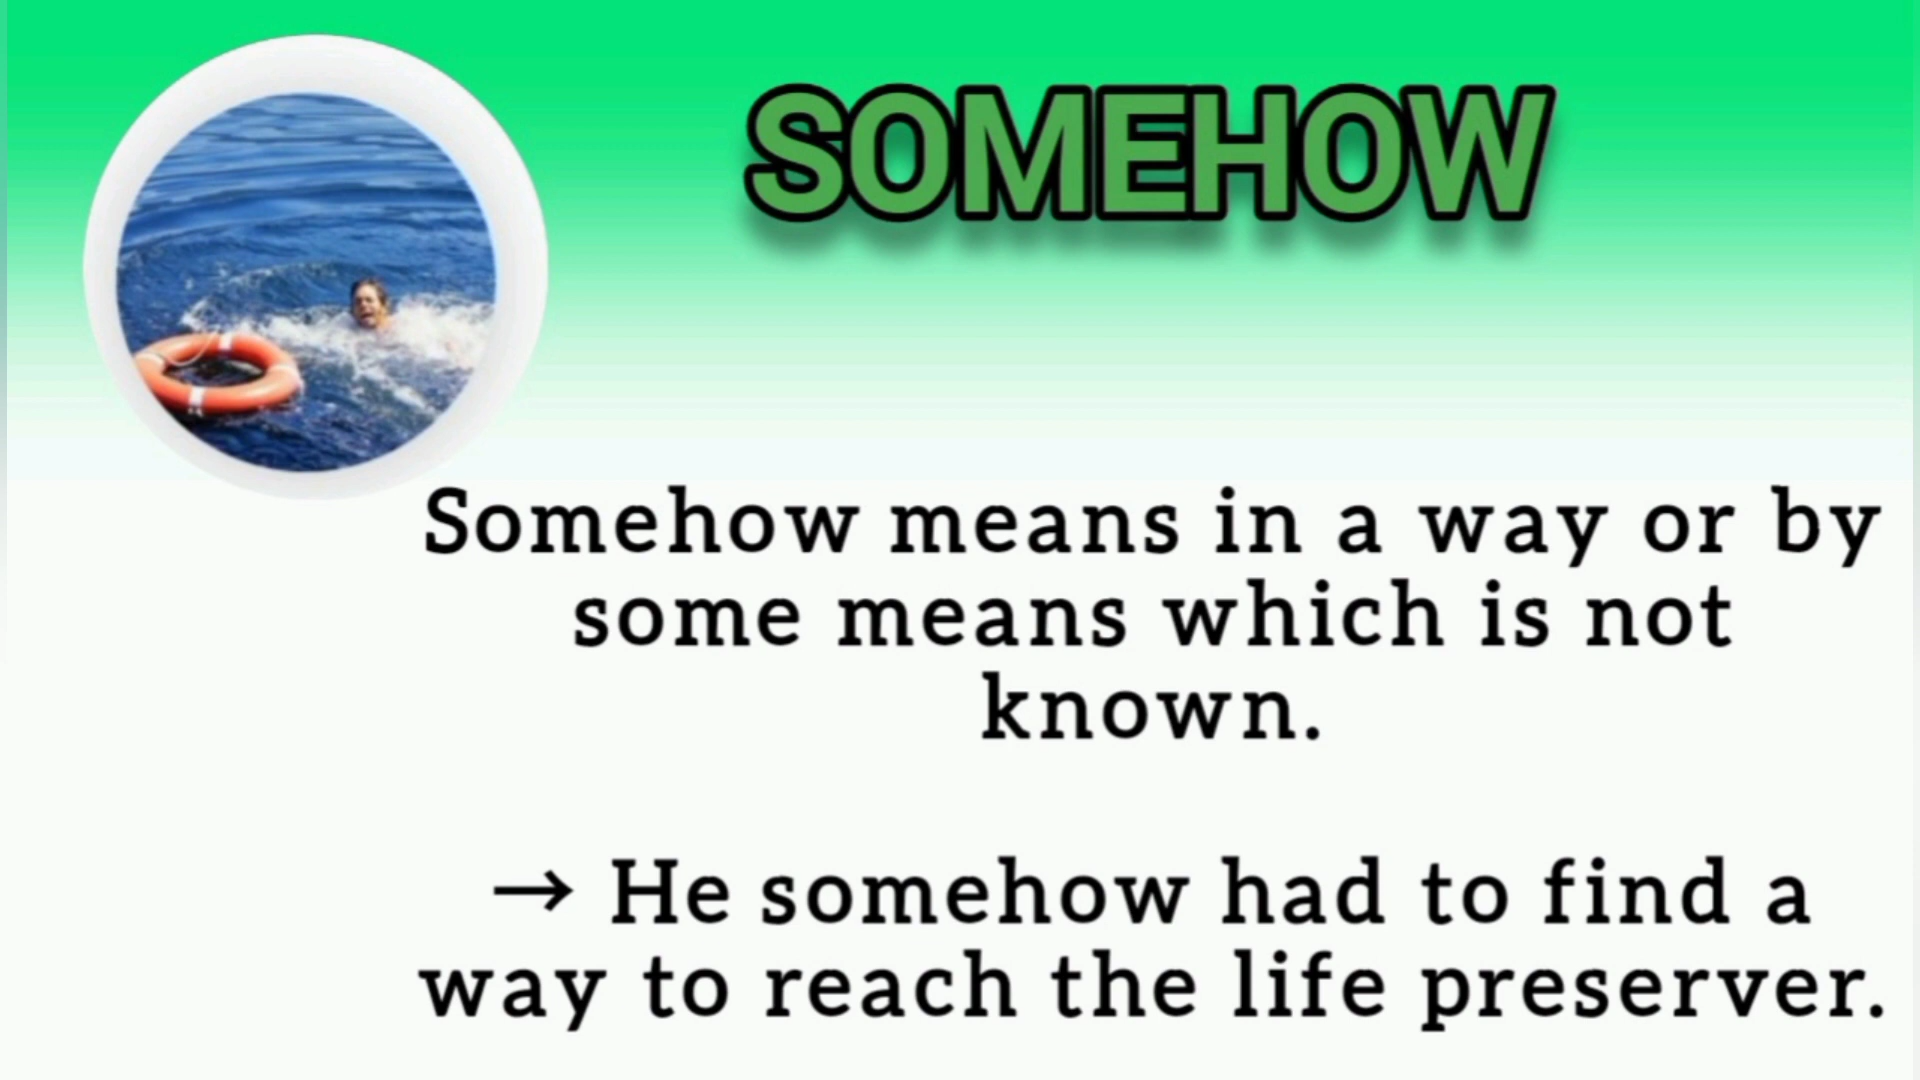 SOMEHOW
Somehow means in a way or by
some means which is not
known.
→ He somehow had to find a
way to reach the life preserver.